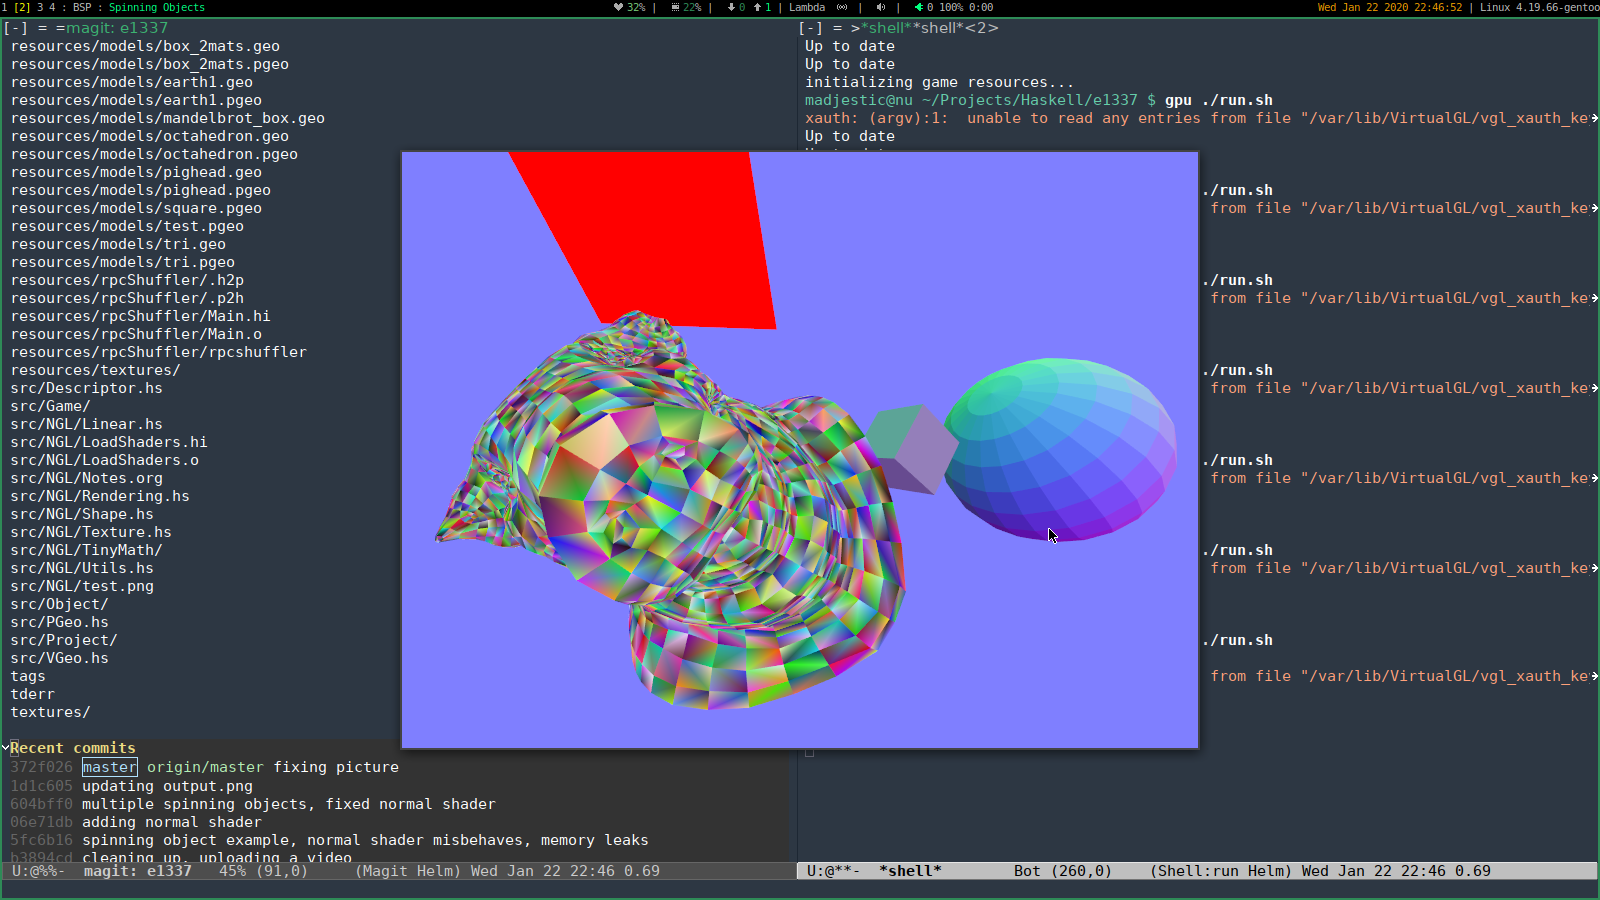 1 [2] 3 4 : BSP : Spinning Objects
32% | 22% | 0 1 | Lambda | | 0 100% 0:00
Wed Jan 22 2020 22:46:52 | Linux 4.19.66-gentoo
[-] = =magit: e1337
resources/models/box_2mats.geo
resources/models/box_2mats.pgeo
resources/models/earth1.geo
resources/models/earth1.pgeo
resources/models/mandelbrot_box.geo
resources/models/octahedron.geo
resources/models/octahedron.pgeo
resources/models/pighead.geo
resources/models/pighead.pgeo
resources/models/square.pgeo
resources/models/test.pgeo
resources/models/tri.geo
resources/models/tri.pgeo
resources/rpcShuffler/.h2p
resources/rpcShuffler/.p2h
resources/rpcShuffler/Main.hi
resources/rpcShuffler/Main.o
resources/rpcShuffler/rpcshuffler
resources/textures/
src/Descriptor.hs
src/Game/
src/NGL/Linear.hs
src/NGL/LoadShaders.hi
src/NGL/LoadShaders.o
src/NGL/Notes.org
src/NGL/Rendering.hs
src/NGL/Shape.hs
src/NGL/Texture.hs
src/NGL/TinyMath/
src/NGL/Utils.hs
src/NGL/test.png
src/Object/
src/PGeo.hs
src/Project/
src/VGeo.hs
tags
tderr
textures/
Recent commits
372f026 master origin/master fixing picture
1d1c605 updating output.png
604bff0 multiple spinning objects, fixed normal shader
06e71db adding normal shader
5fc6b16 spinning object example, normal shader misbehaves, memory leaks
b3894cd cleaning up, uploading a video
U:@%%- magit: e1337 45% (91,0) (Magit Helm) Wed Jan 22 22:46 0.69
[-] = >*shell**shell*<2>
Up to date
Up to date
initializing game resources...
madjestic@nu ~/Projects/Haskell/e1337 $ gpu ./run.sh
xauth: (argv):1:  unable to read any entries from file "/var/lib/VirtualGL/vgl_xauth_key
Up to date
./run.sh
from file "/var/lib/VirtualGL/vgl_xauth_key
./run.sh
from file "/var/lib/VirtualGL/vgl_xauth_key
./run.sh
from file "/var/lib/VirtualGL/vgl_xauth_key
./run.sh
from file "/var/lib/VirtualGL/vgl_xauth_key
./run.sh
from file "/var/lib/VirtualGL/vgl_xauth_key
./run.sh
from file "/var/lib/VirtualGL/vgl_xauth_key
U:@**- *shell* Bot (260,0) (Shell:run Helm) Wed Jan 22 22:46 0.69